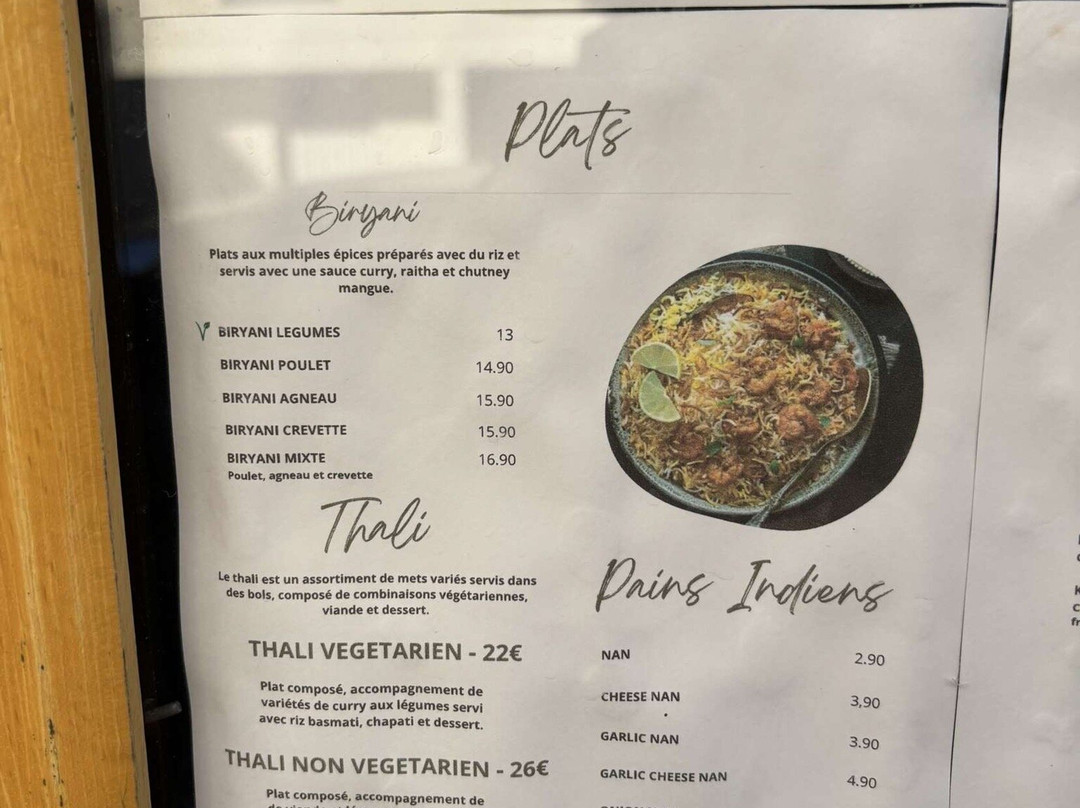 Plats
Biryani
Plats aux multiples épices préparés avec du riz et
servis avec une sauce curry, raitha et chutney
mangue.
BIRYANI LEGUMES 13
BIRYANI POULET 14.90
BIRYANI AGNEAU 15.90
BIRYANI CREVETTE 15.90
BIRYANI MIXTE 16.90
Poulet, agneau et crevette
Thali
Le thali est un assortiment de mets variés servis dans
des bols, composé de combinaisons végétariennes,
viande et dessert.
THALI VEGETARIEN - 22€
Plat composé, accompagnement de
variétés de curry aux légumes servi
avec riz basmati, chapati et dessert.
THALI NON VEGETARIEN - 26€
Plat composé, accompagnement de
Pains Indiens
NAN 2.90
CHEESE NAN 3,90
GARLIC NAN 3.90
GARLIC CHEESE NAN 4.90